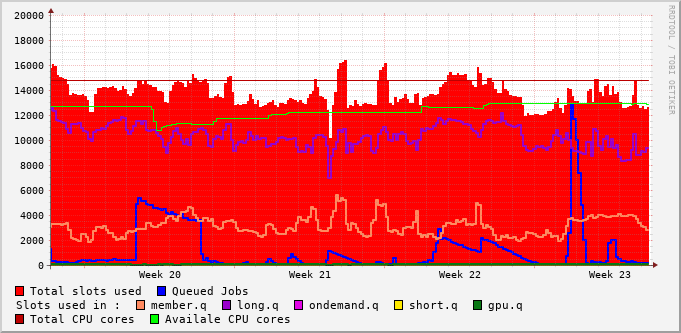 20000
18000
16000
14000
12000
10000
8000
6000
4000
2000
0
Week 20 Week 21 Week 22 Week 23
Total slots used Queued Jobs
Slots used in : member.q long.q ondemand.q short.q gpu.q
Total CPU cores Availale CPU cores
RRDTOOL / TOBI OETIKER